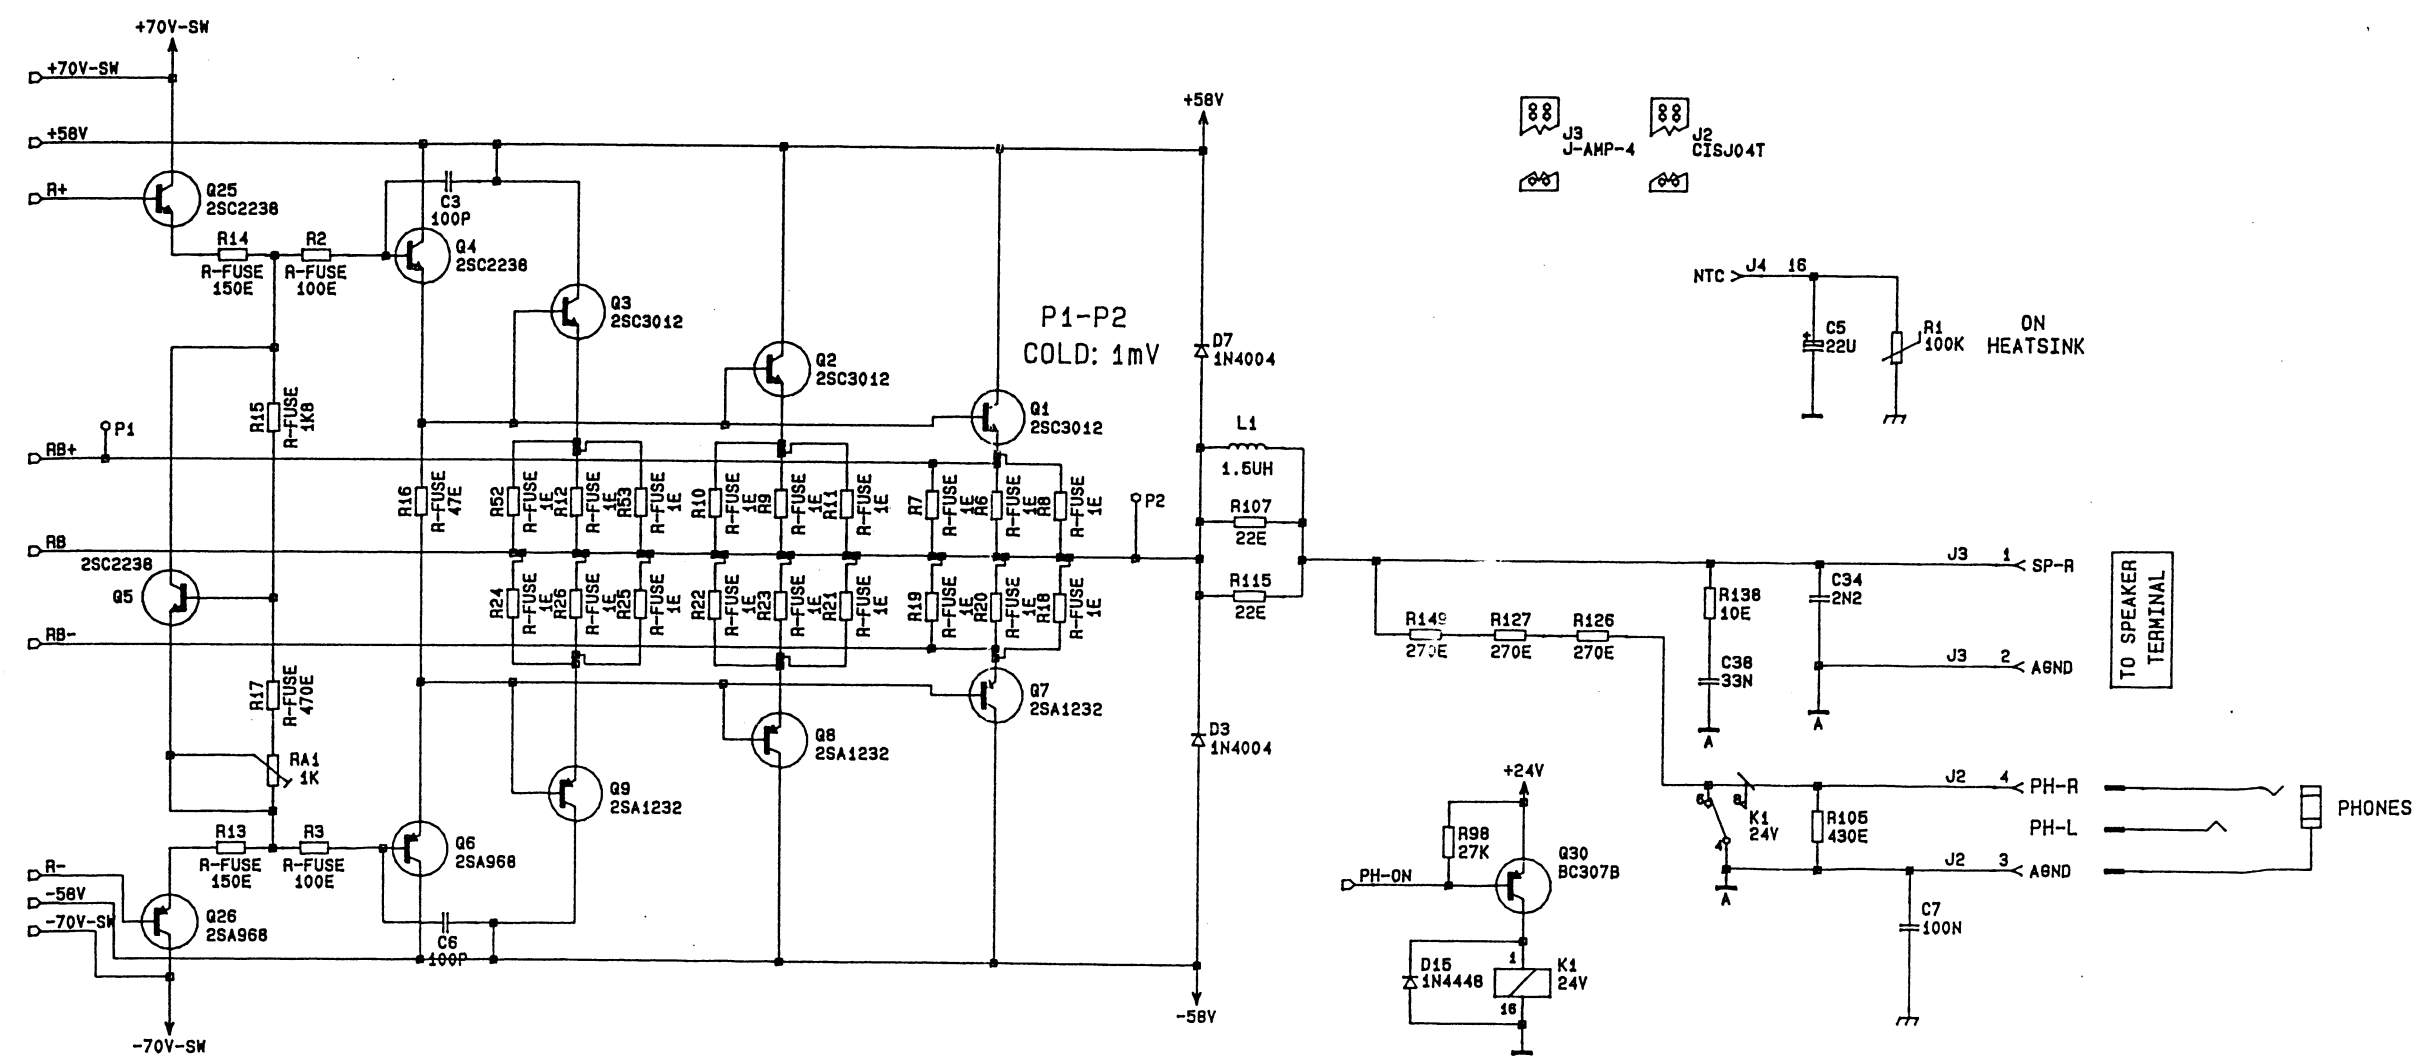 +70V-SW
+70V-SW
+58V
R+
Q25
2SC2238
R14
R-FUSE
150E
R2
R-FUSE
100E
C3
100P
Q4
2SC2238
Q3
2SC3012
Q2
2SC3012
Q1
2SC3012
P1-P2
COLD: 1mV
+58V
D7
1N4004
R15
R-FUSE
1K8
P1
RB+
R16
R-FUSE
47E
R52
R-FUSE
1E
R12
R-FUSE
1E
R53
R-FUSE
1E
R10
R-FUSE
1E
R9
R-FUSE
1E
R11
R-FUSE
1E
R7
R-FUSE
1E
R6
R-FUSE
1E
R8
R-FUSE
1E
P2
RB
2SC2238
Q5
R24
R-FUSE
1E
R26
R-FUSE
1E
R25
R-FUSE
1E
R22
R-FUSE
1E
R23
R-FUSE
1E
R21
R-FUSE
1E
R19
R-FUSE
1E
R20
R-FUSE
1E
R18
R-FUSE
1E
RB-
R17
R-FUSE
470E
RA1
1K
R13
R-FUSE
150E
R3
R-FUSE
100E
Q6
2SA968
Q9
2SA1232
Q8
2SA1232
Q7
2SA1232
R-
-58V
-70V-SW
Q26
2SA968
C6
100P
-70V-SW
L1
1.5UH
R107
22E
R115
22E
D3
1N4004
-58V
J3
J-AMP-4
J2
CISJ04T
NTC
J4
16
C5
22U
R1
100K
ON
HEATSINK
R149
270E
R127
270E
R126
270E
R138
10E
C38
33N
A
C34
2N2
A
J3
1
SP-R
J3
2
AGND
TO SPEAKER
TERMINAL
+24V
R98
27K
PH-ON
Q30
BC307B
D15
1N4448
1
16
K1
24V
6
8
4
K1
24V
A
R105
430E
J2
4
PH-R
PH-L
J2
3
AGND
C7
100N
PHONES